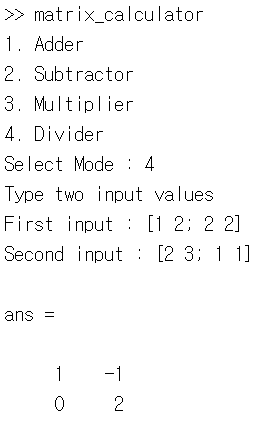 >> matrix_calculator
1. Adder
2. Subtractor
3. Multiplier
4. Divider
Select Mode : 4
Type two input values
First input : [1 2; 2 2]
Second input : [2 3; 1 1]
ans =
1 -1
0 2